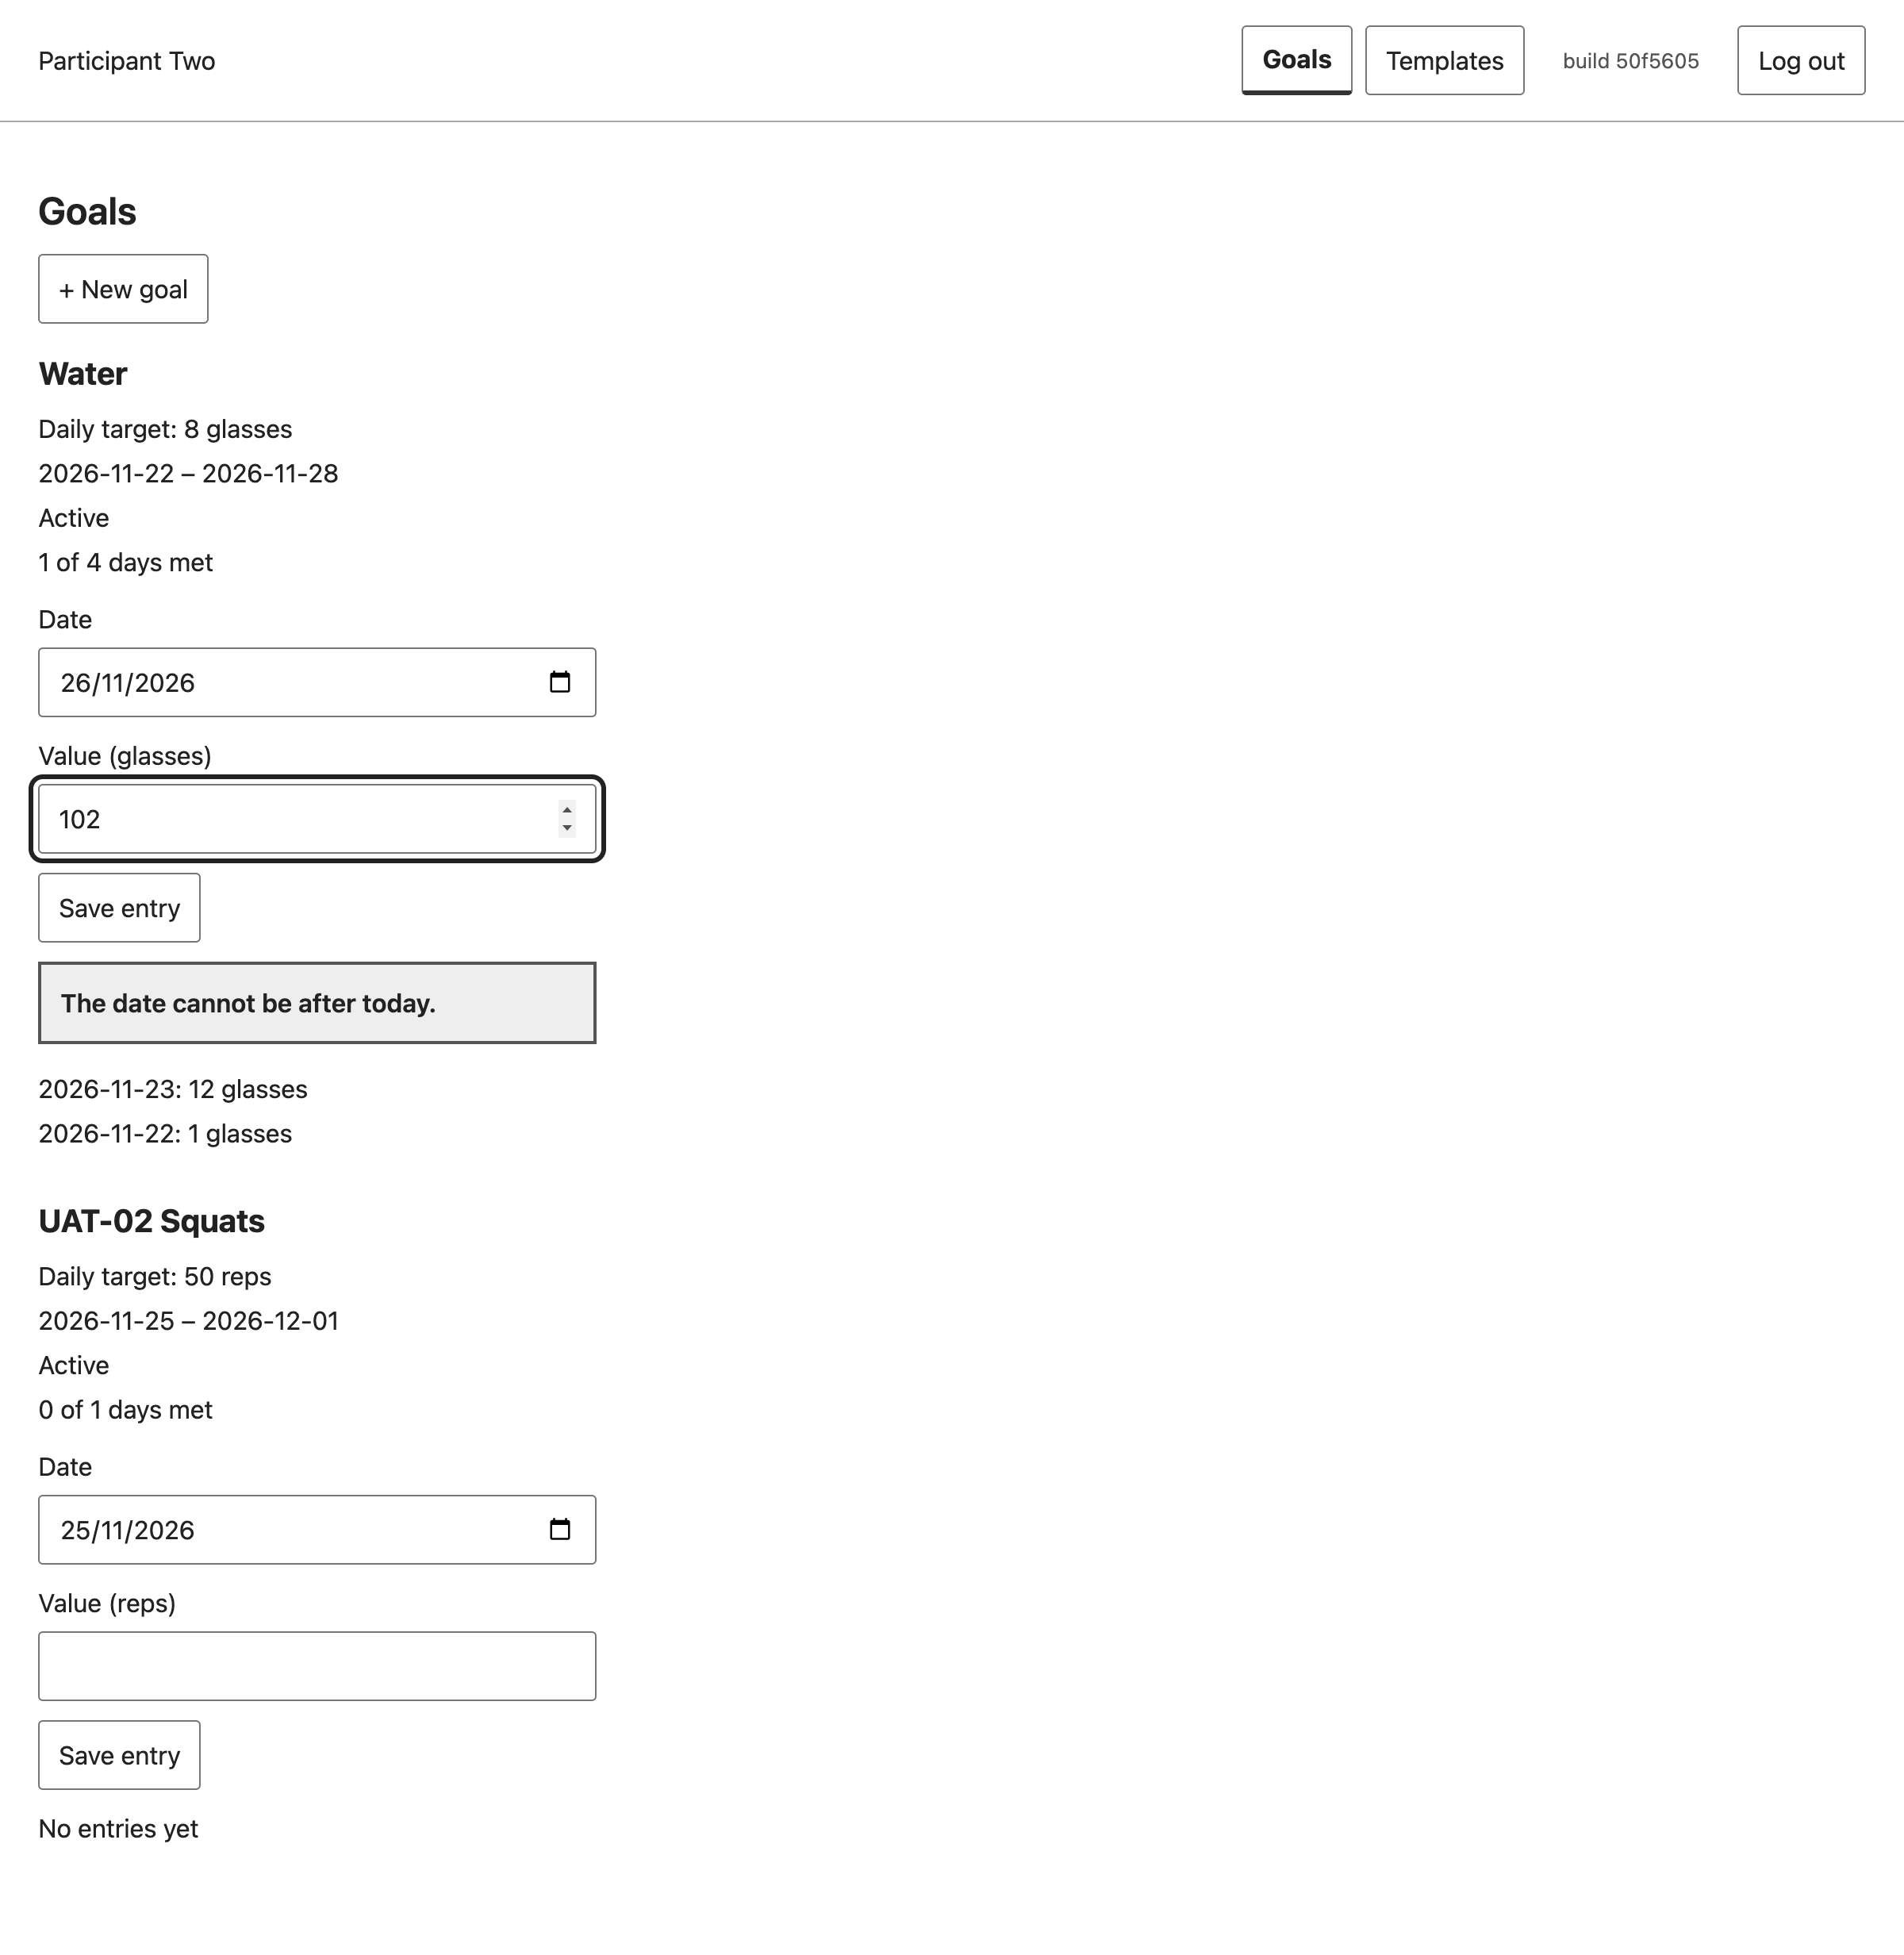 Participant Two
Goals
Templates
build 50f5605
Log out
Goals
+ New goal
Water
Daily target: 8 glasses
2026-11-22 – 2026-11-28
Active
1 of 4 days met
Date
26/11/2026
Value (glasses)
102
Save entry
The date cannot be after today.
2026-11-23: 12 glasses
2026-11-22: 1 glasses
UAT-02 Squats
Daily target: 50 reps
2026-11-25 – 2026-12-01
Active
0 of 1 days met
Date
25/11/2026
Value (reps)
Save entry
No entries yet